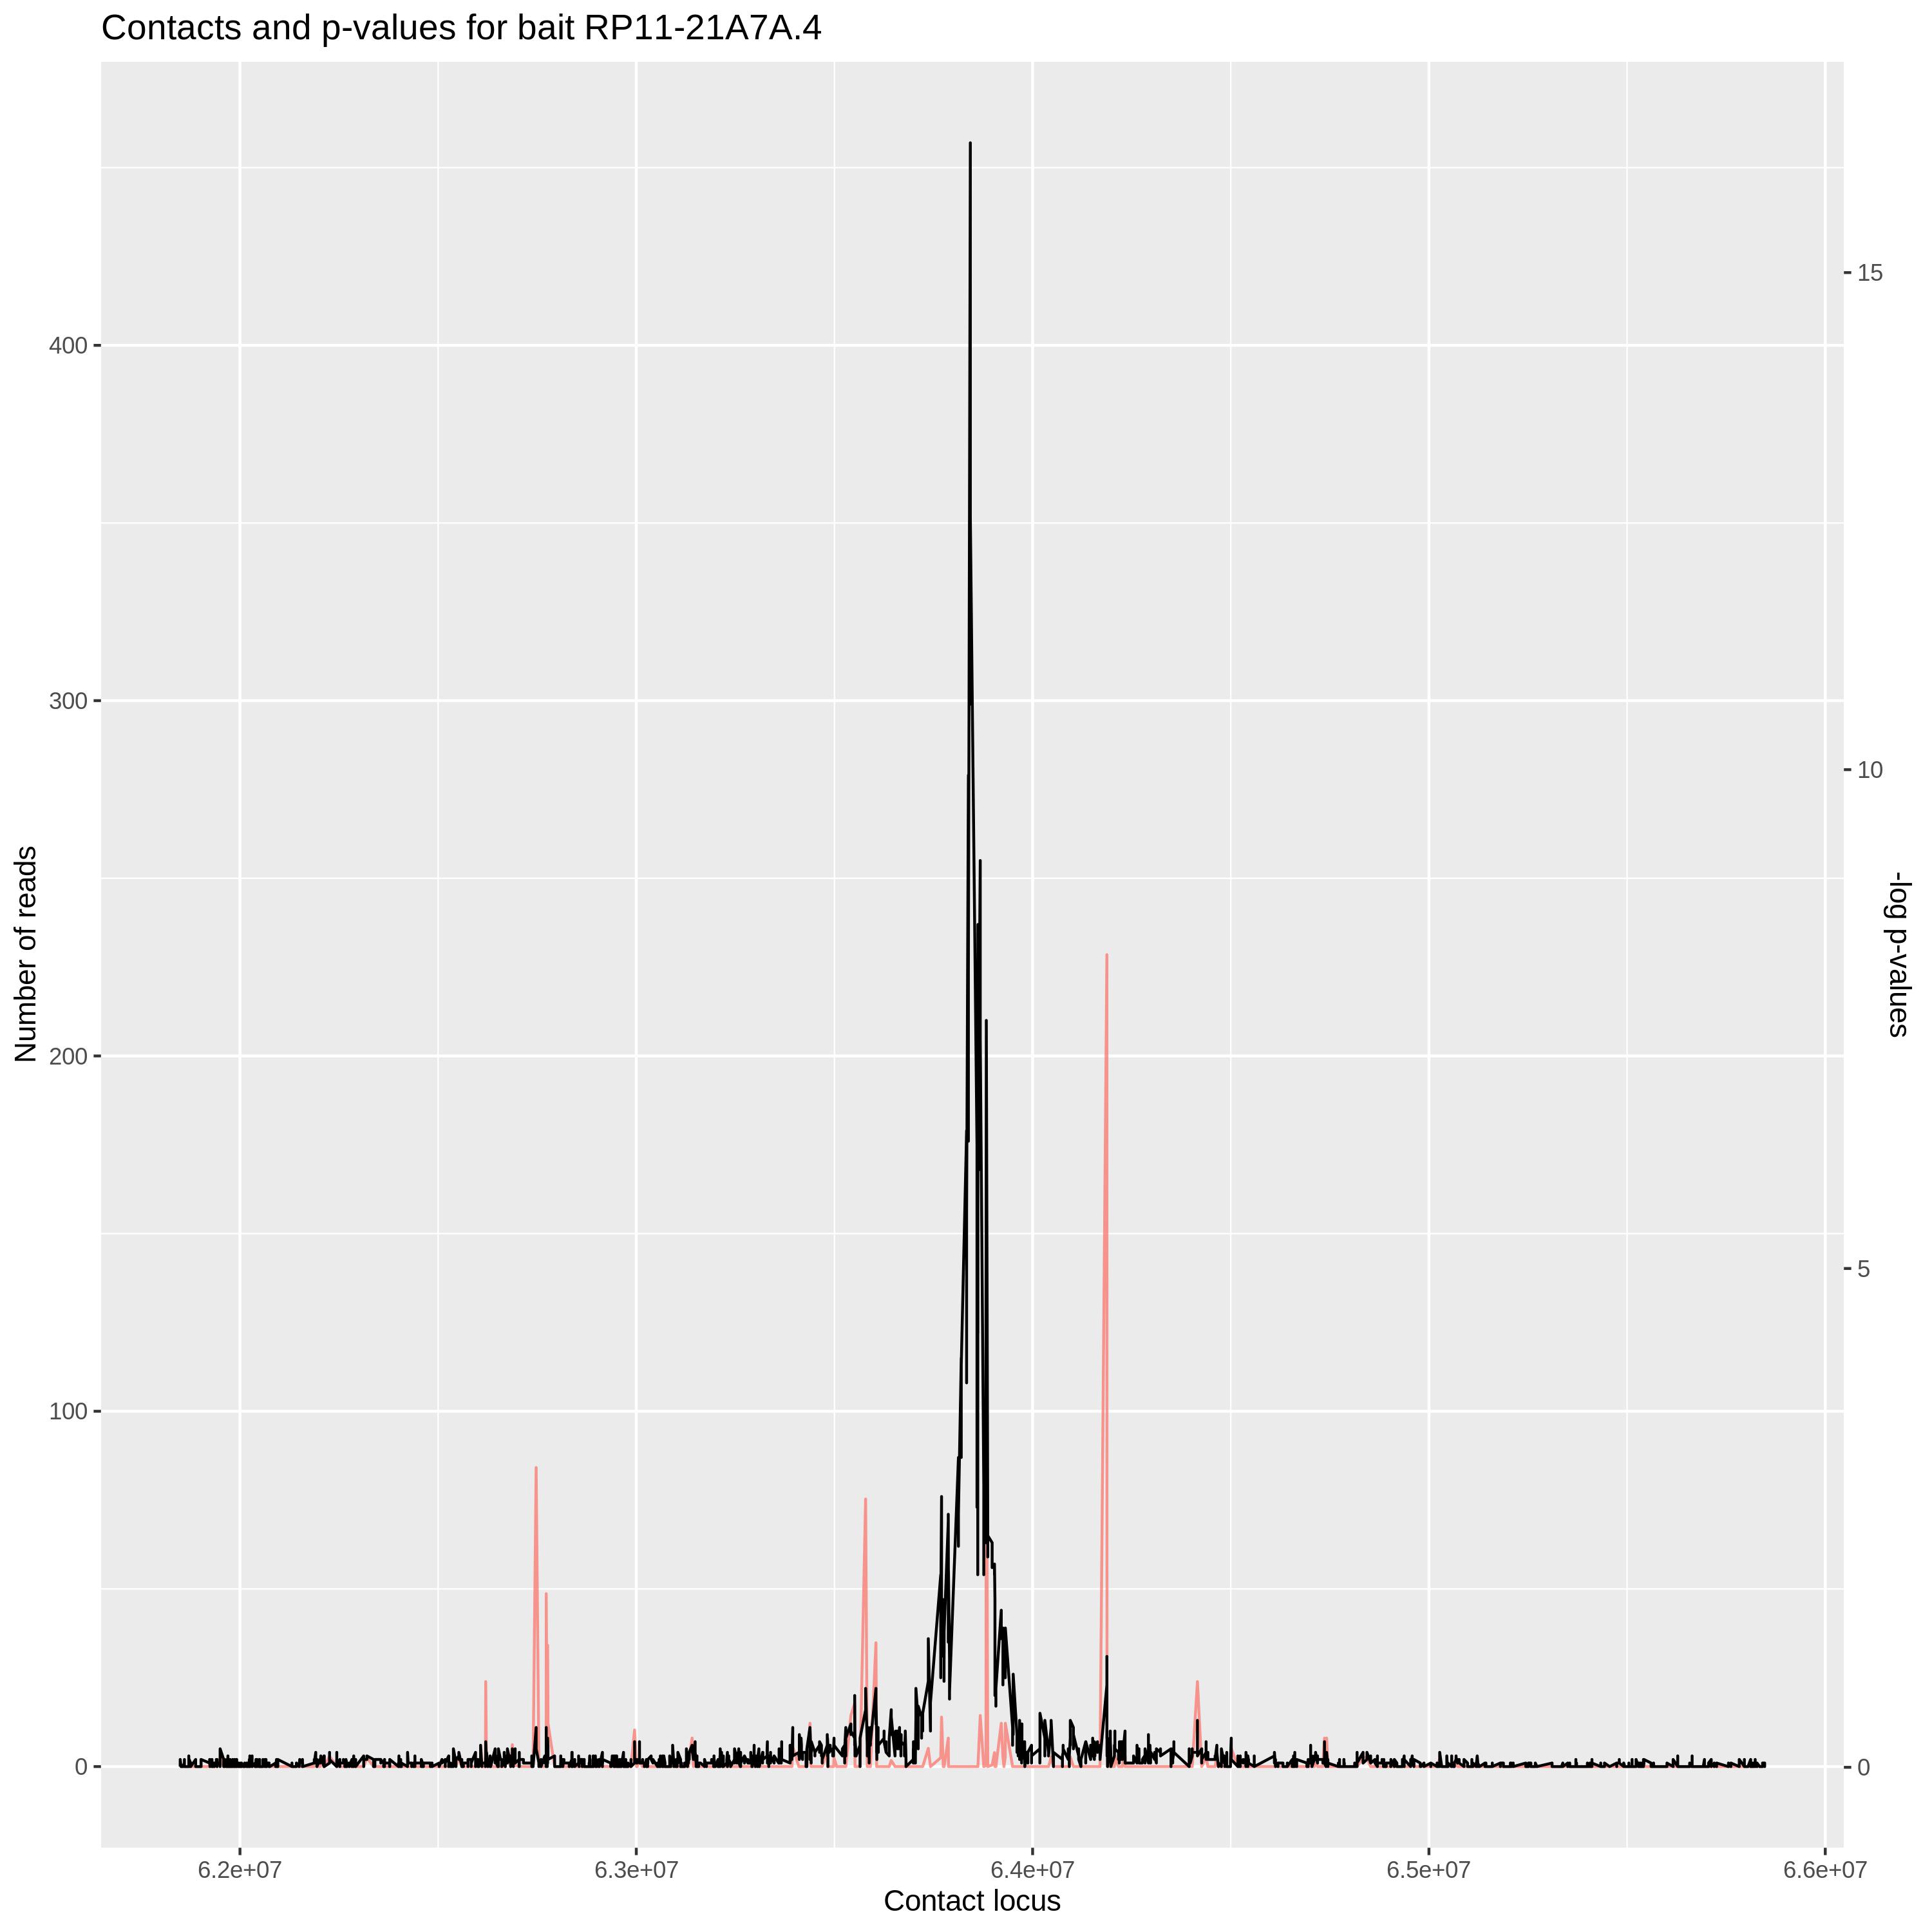 Contacts and p-values for bait RP11-21A7A.4
Number of reads
400
300
200
100
0
15
10
5
0
-log p-values
6.2e+07 6.3e+07 6.4e+07 6.5e+07 6.6e+07
Contact locus